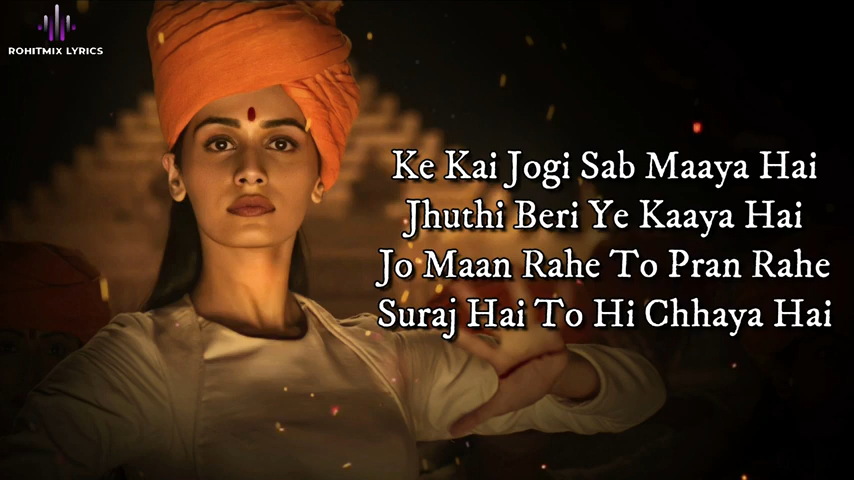 ROHITMIX LYRICS
Ke Kai Jogi Sab Maaya Hai
Jhuthi Beri Ye Kaaya Hai
Jo Maan Rahe To Pran Rahe
Suraj Hai To Hi Chhaya Hai